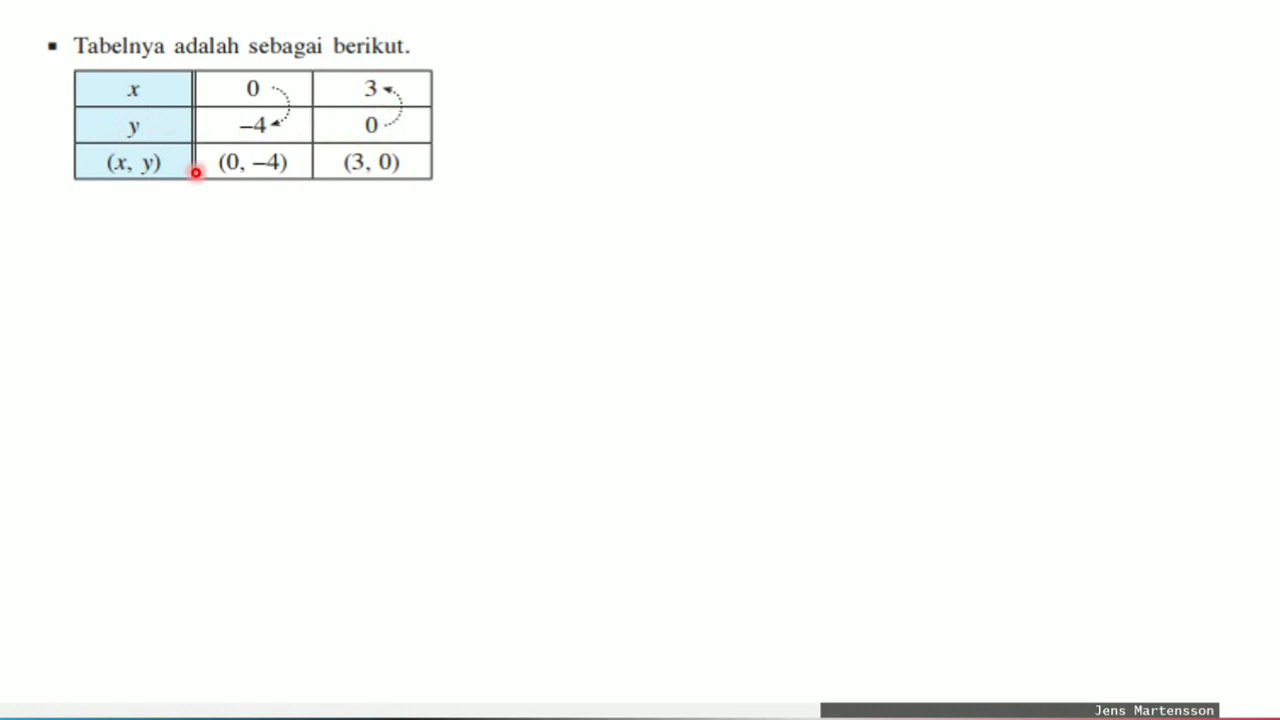 ▪ Tabelnya adalah sebagai berikut.
x 0 3
y –4 0
(x, y) (0, –4) (3, 0)
Jens Martensson